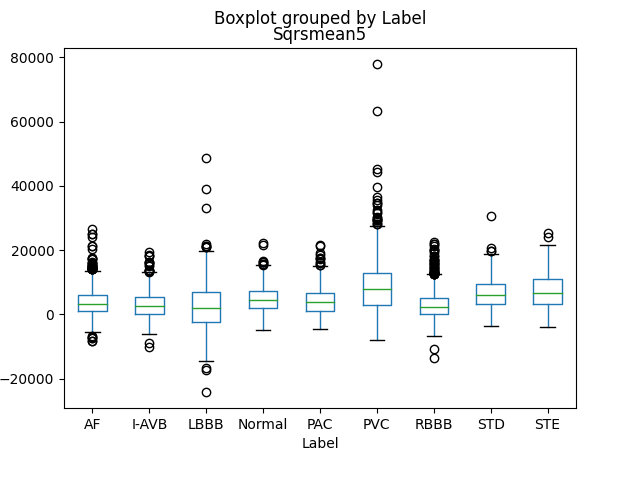 Boxplot grouped by Label
Sqrsmean5
80000
60000
40000
20000
0
−20000
AF I-AVB LBBB Normal PAC PVC RBBB STD STE
Label